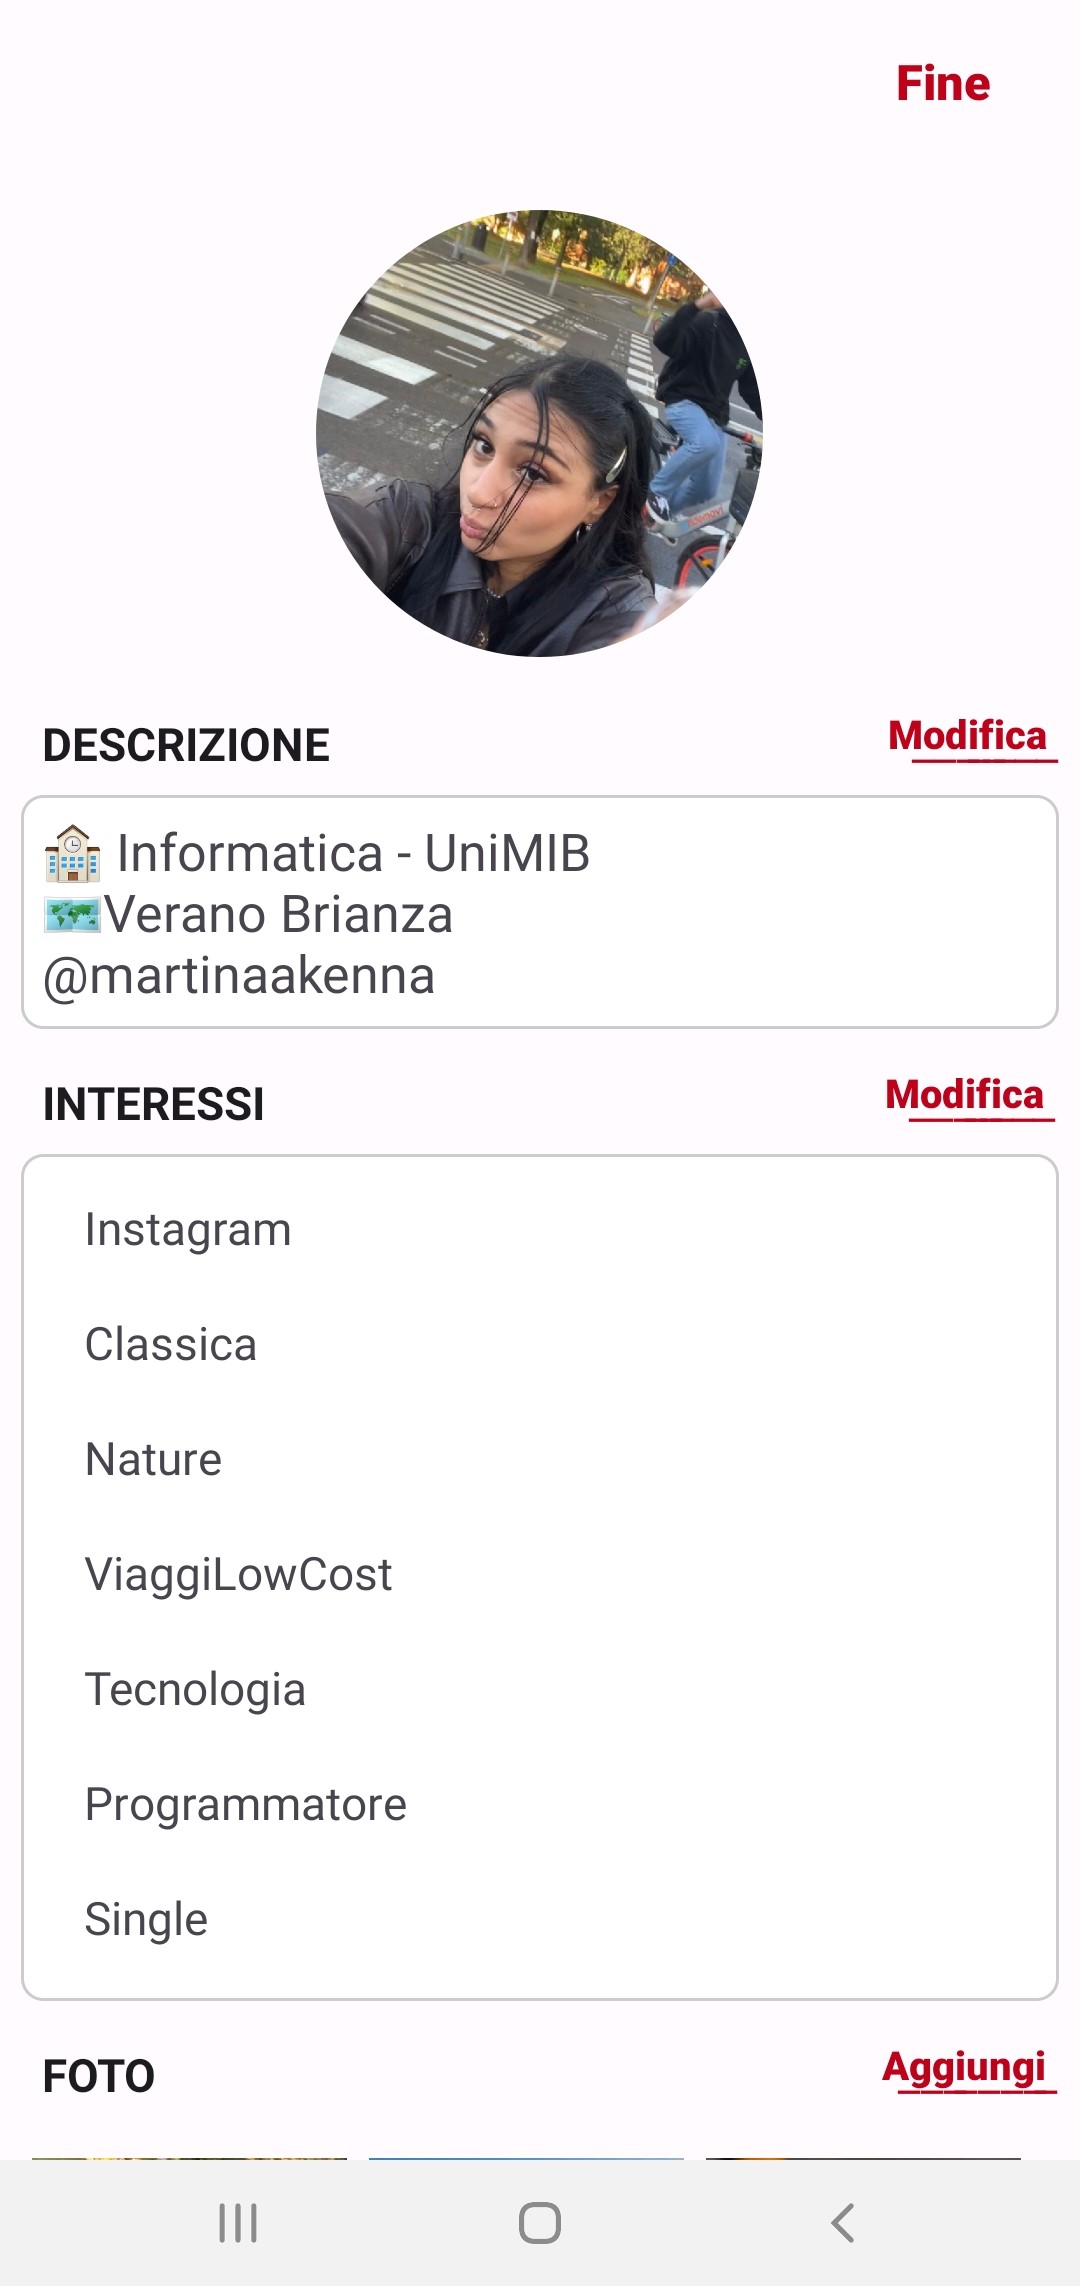 Fine
DESCRIZIONE
Modifica
🏫 Informatica - UniMIB
🗺️Verano Brianza
@martinaakenna
INTERESSI
Modifica
Instagram
Classica
Nature
ViaggiLowCost
Tecnologia
Programmatore
Single
FOTO
Aggiungi